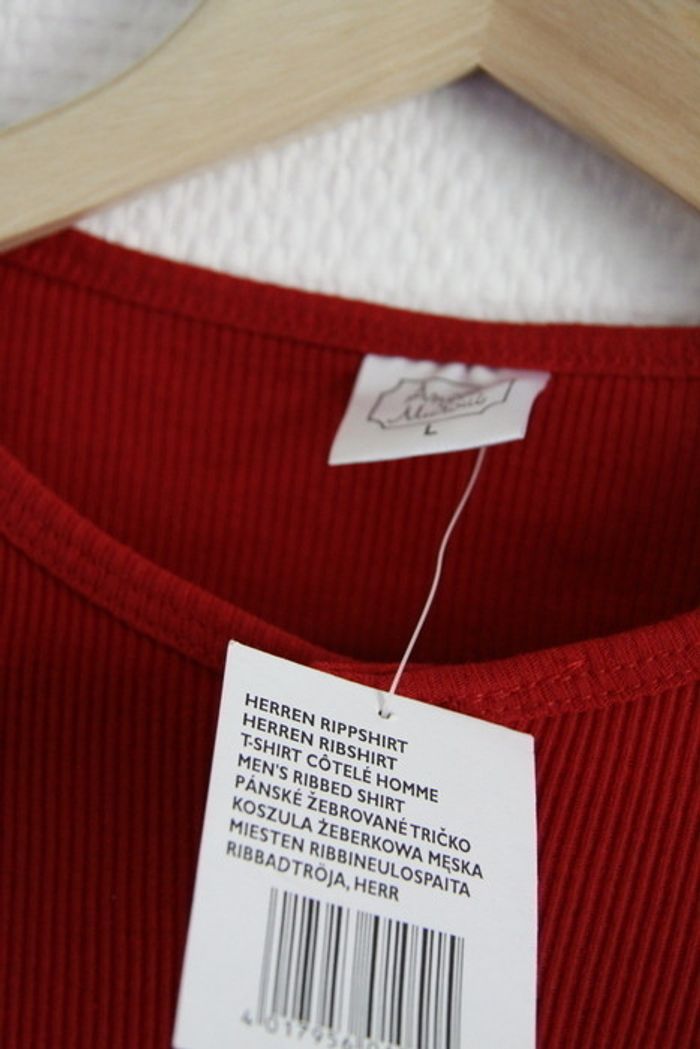 L
HERREN RIPPSHIRT
HERREN RIBSHIRT
T-SHIRT CÔTELÉ HOMME
MEN'S RIBBED SHIRT
PÁNSKÉ ŽEBROVANÉ TRIČKO
KOSZULA ŻEBERKOWA MĘSKA
MIESTEN RIBBINEULOSPAITA
RIBBADTRÖJA, HERR